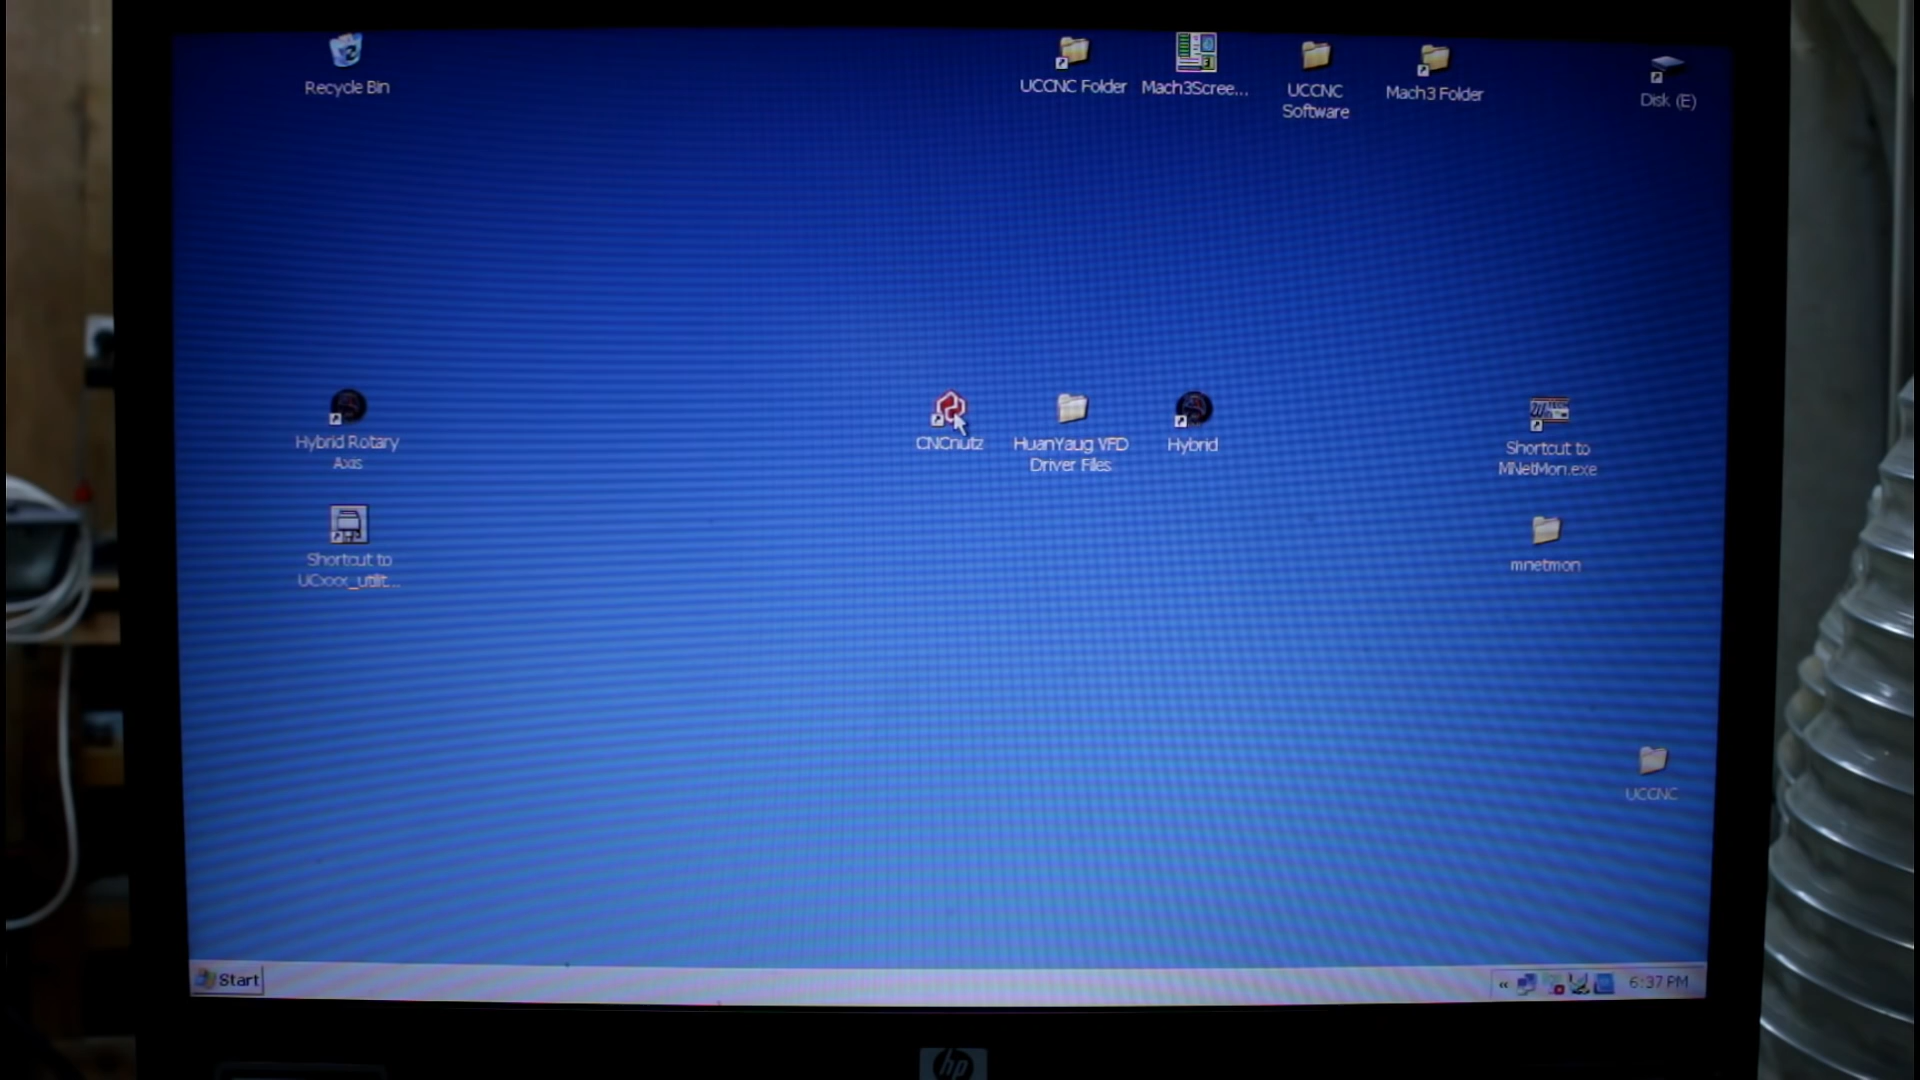 Recycle Bin
UCCNC Folder
Mach3Scree...
UCCNC
Software
Mach3 Folder
Disk (E)
Hybrid Rotary
Axis
CNCnutz
HuanYaug VFD
Driver Files
Hybrid
Shortcut to
MNetMon.exe
Shortcut to
UCxxx_utilit...
mnetmon
UCCNC
Start
6:37 PM
hp